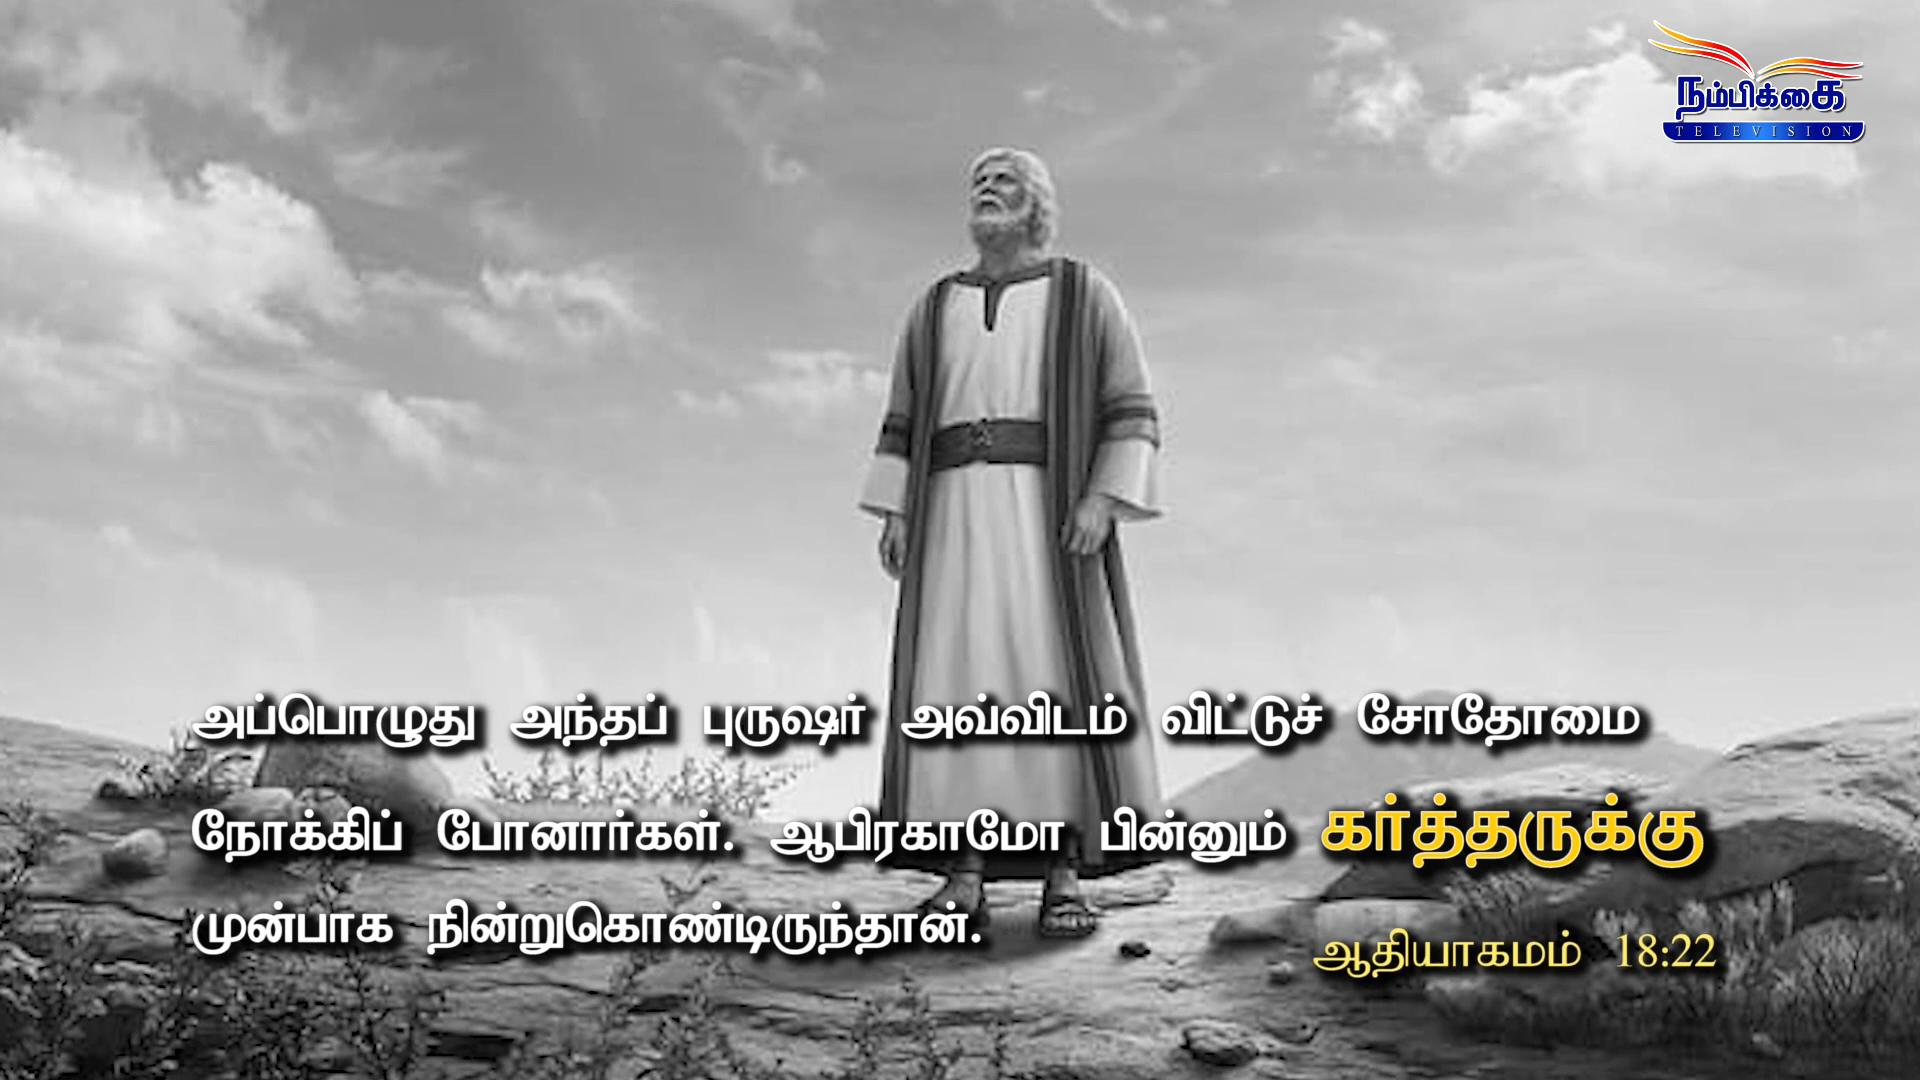 நம்பிக்கை
TELEVISION
அப்பொழுது அந்தப் புருஷர் அவ்விடம் விட்டுச் சோதோமை
நோக்கிப் போனார்கள். ஆபிரகாமோ பின்னும் கர்த்தருக்கு
முன்பாக நின்றுகொண்டிருந்தான்.
ஆதியாகமம் 18:22